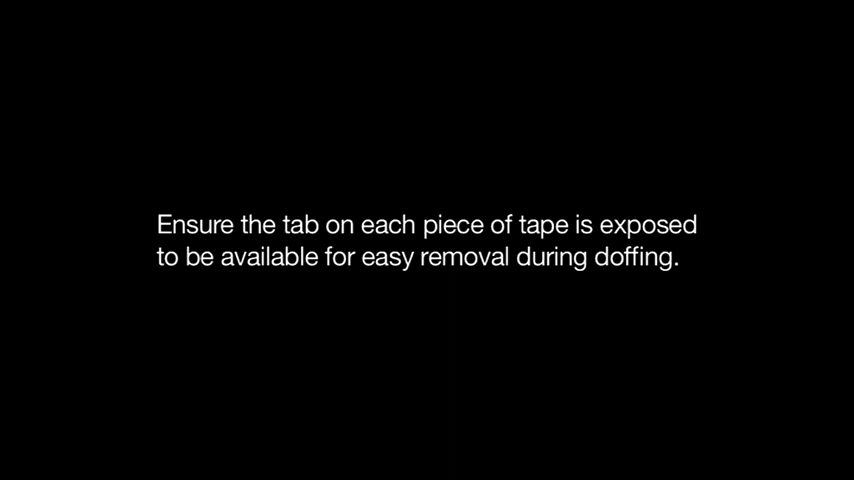 Ensure the tab on each piece of tape is exposed
to be available for easy removal during doffing.